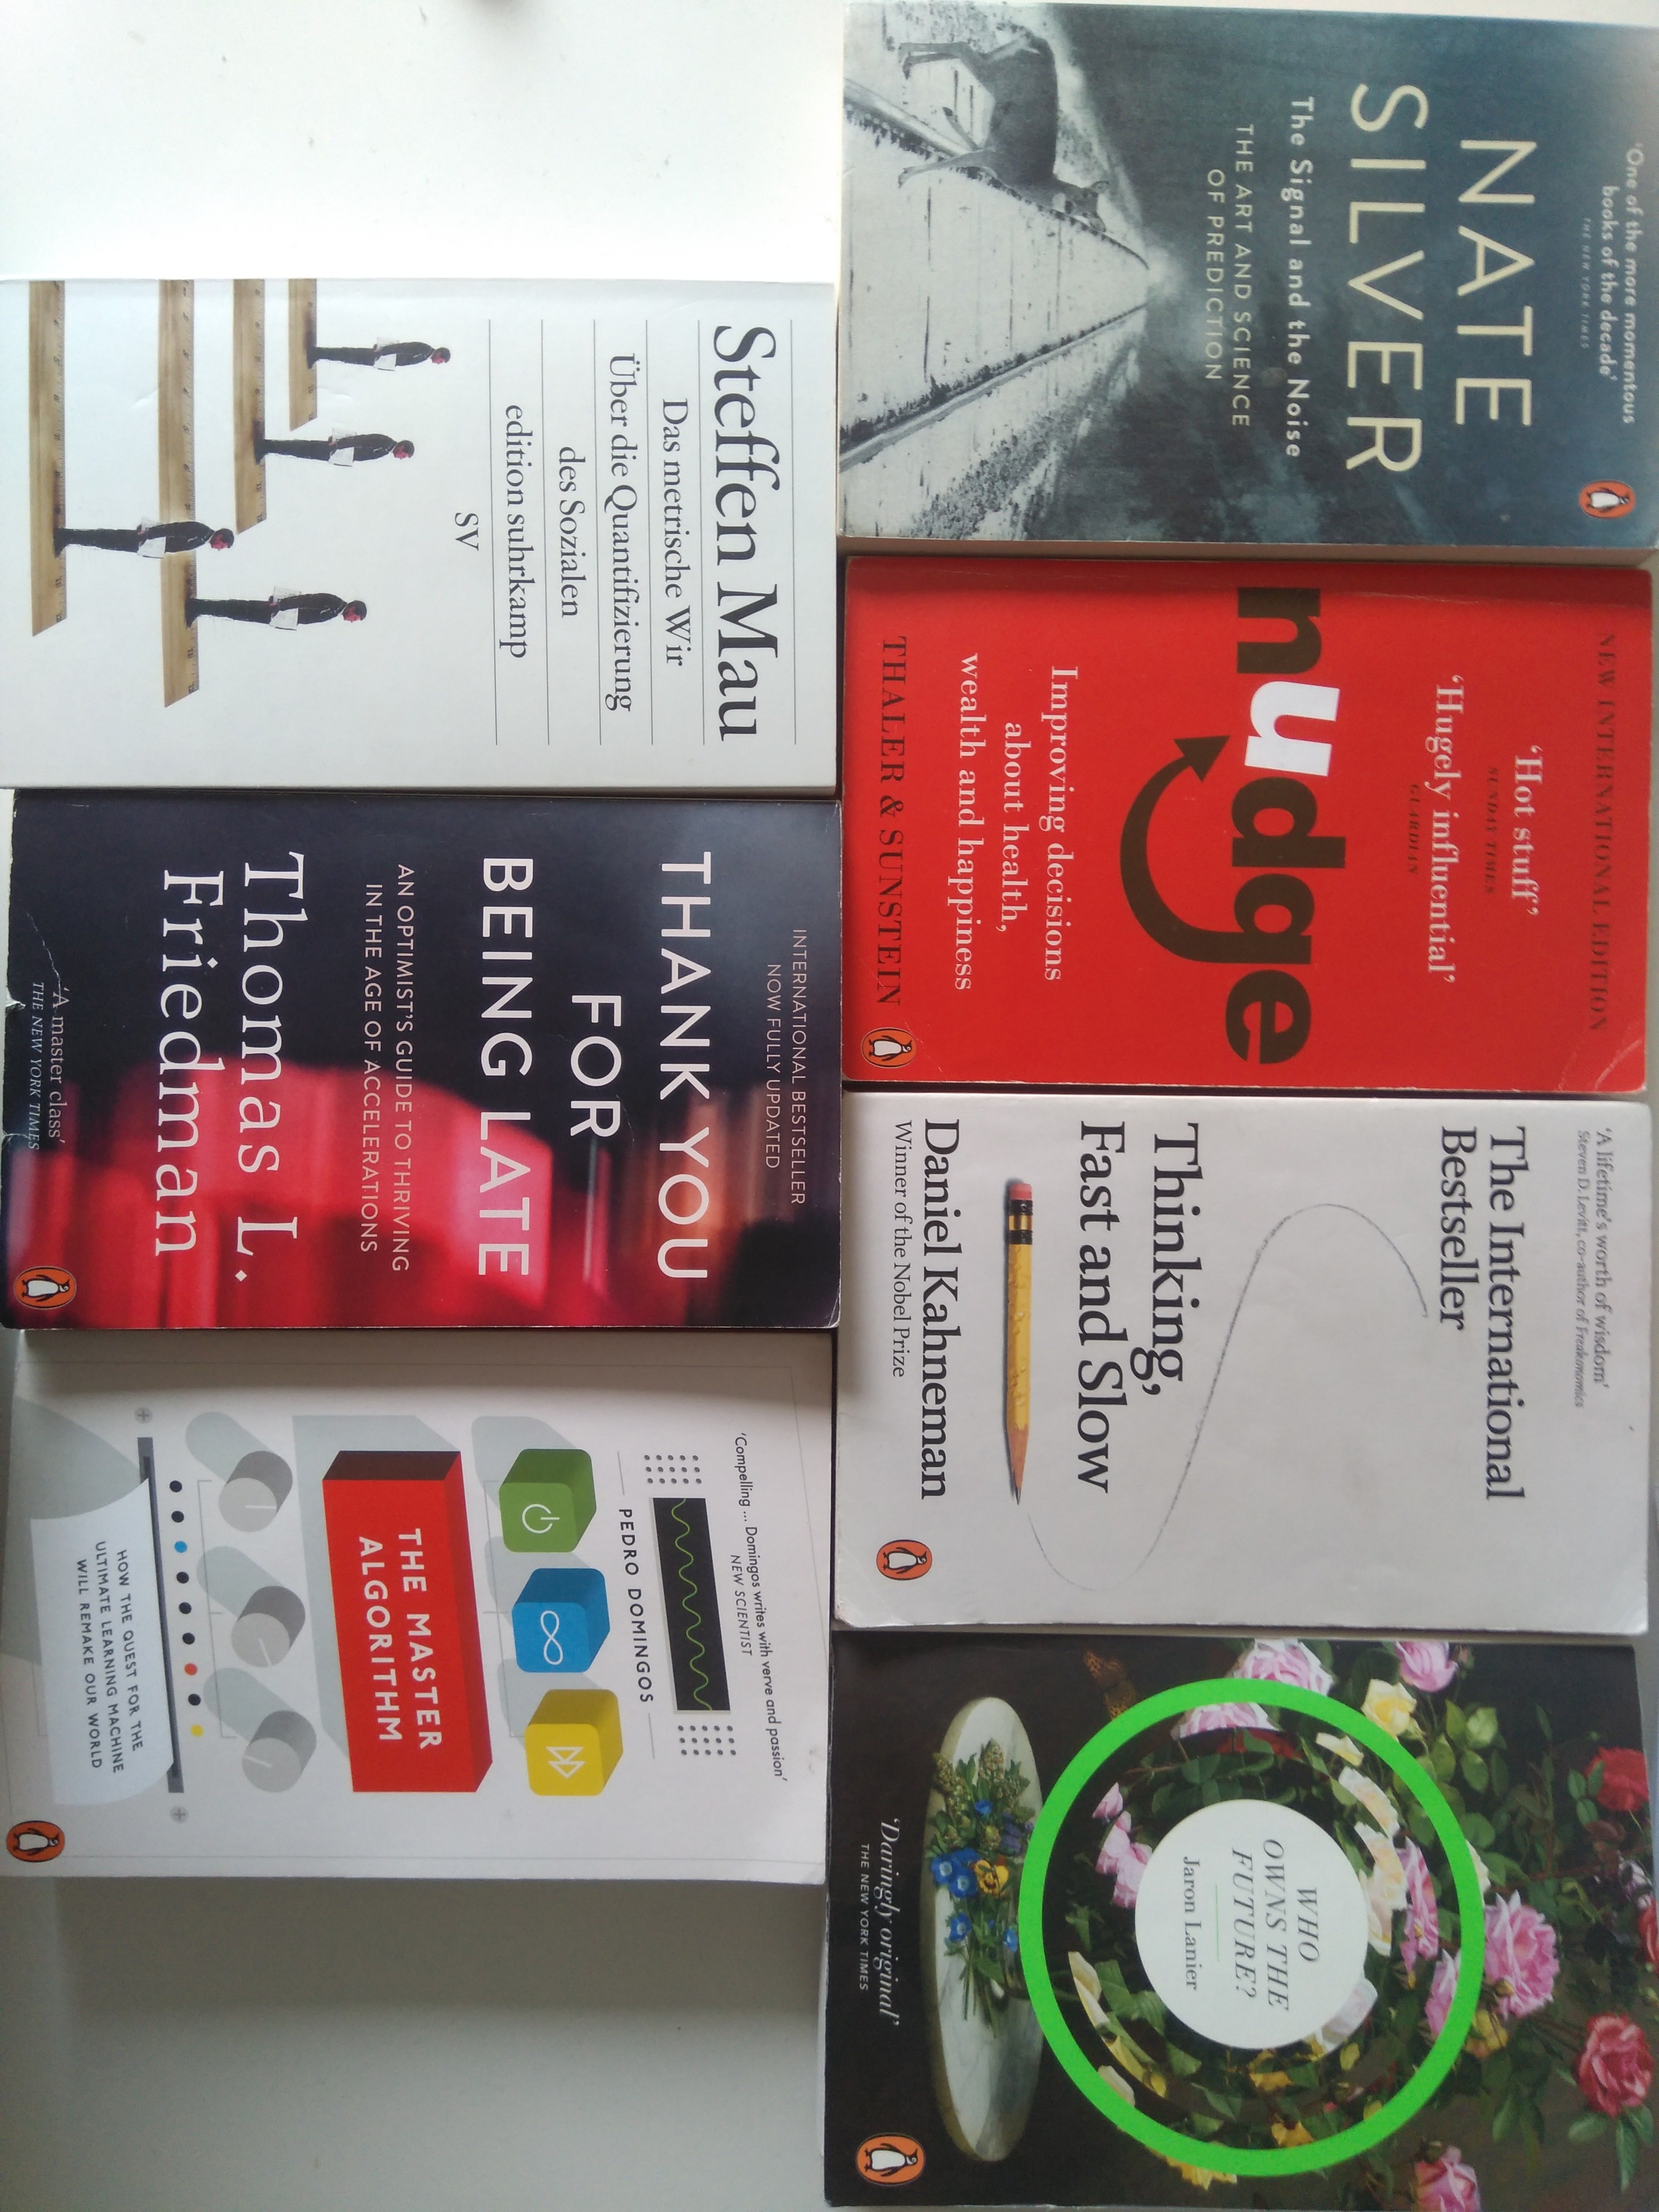 'One of the more momentous
books of the decade'
THE NEW YORK TIMES
NATE
SILVER
The Signal and the Noise
THE ART AND SCIENCE
OF PREDICTION
NEW INTERNATIONAL EDITION
'Hot stuff'
SUNDAY TIMES
'Hugely influential'
GUARDIAN
nudge
Improving decisions
about health,
wealth and happiness
THALER & SUNSTEIN
'A lifetime's worth of wisdom'
Steven D. Levitt, co-author of Freakonomics
The International
Bestseller
Thinking,
Fast and Slow
Daniel Kahneman
Winner of the Nobel Prize
WHO
OWNS THE
FUTURE?
Jaron Lanier
'Daringly original'
THE NEW YORK TIMES
Steffen Mau
Das metrische Wir
Über die Quantifizierung
des Sozialen
edition suhrkamp
SV
INTERNATIONAL BESTSELLER
NOW FULLY UPDATED
THANK YOU
FOR
BEING LATE
AN OPTIMIST'S GUIDE TO THRIVING
IN THE AGE OF ACCELERATIONS
Thomas L.
Friedman
'A master class'
THE NEW YORK TIMES
'Compelling ... Domingos writes with verve and passion'
NEW SCIENTIST
PEDRO DOMINGOS
THE MASTER
ALGORITHM
HOW THE QUEST FOR THE
ULTIMATE LEARNING MACHINE
WILL REMAKE OUR WORLD